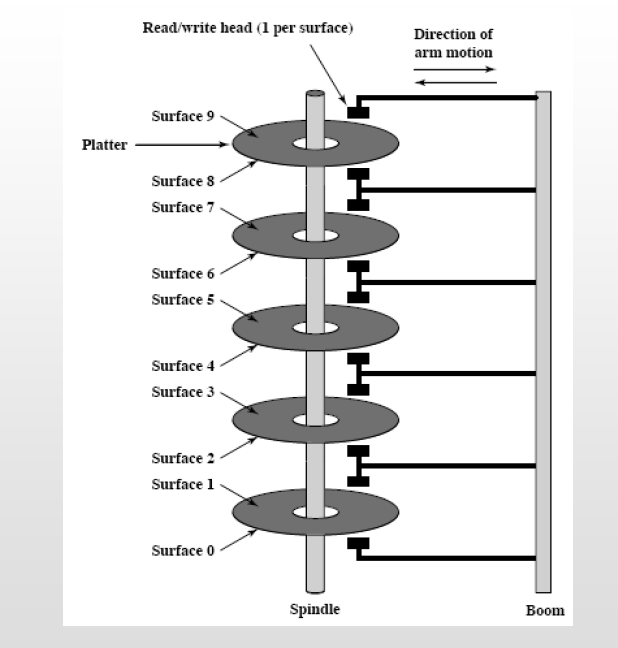 Read/write head (1 per surface)
Direction of
arm motion
Surface 9
Platter
Surface 8
Surface 7
Surface 6
Surface 5
Surface 4
Surface 3
Surface 2
Surface 1
Surface 0
Spindle
Boom